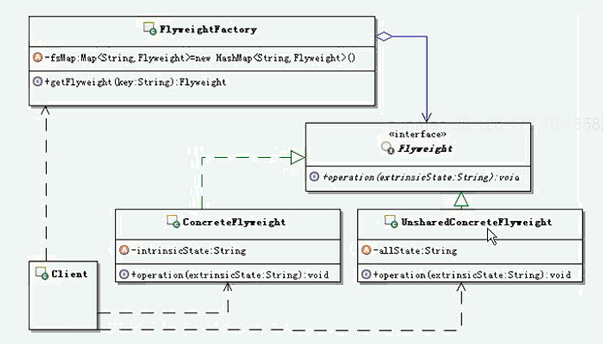 FlyweightFactory
-fsMap:Map<String,Flyweight>=new HashMap<String,Flyweight>()
+getFlyweight(key:String):Flyweight
«interface»
Flyweight
+operation(extrinsicState:String):void
ConcreteFlyweight
-intrinsicState:String
+operation(extrinsicState:String):void
UnsharedConcreteFlyweight
-allState:String
+operation(extrinsicState:String):void
Client